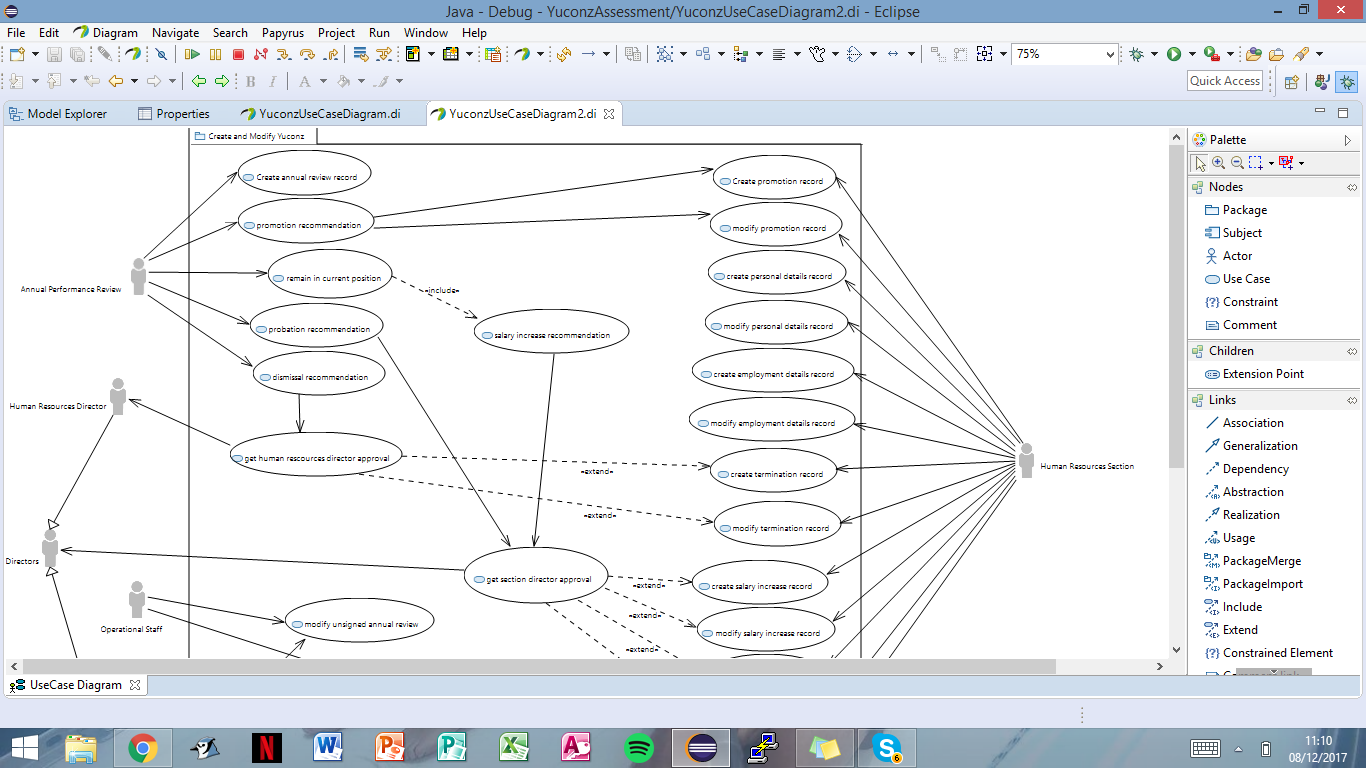 Java - Debug - YuconzAssessment/YuconzUseCaseDiagram2.di - Eclipse
File Edit Diagram Navigate Search Papyrus Project Run Window Help
75%
B I A
Quick Access
Model Explorer Properties YuconzUseCaseDiagram.di YuconzUseCaseDiagram2.di
Create and Modify Yuconz
Create annual review record
promotion recommendation
remain in current position
probation recommendation
dismissal recommendation
get human rescources director approval
«include»
salary increase recommendation
get section director approval
modify unsigned annual review
Create promotion record
modify promotion record
create personal details record
modify personal details record
create employment details record
modify employment details record
create termination record
modify termination record
create salary increase record
modify salary increase record
«extend»
«extend»
«extend»
«extend»
«extend»
Annual Performance Review
Human Resources Director
Directors
Operational Staff
Human Resources Section
Palette
Nodes
Package
Subject
Actor
Use Case
Constraint
Comment
Children
Extension Point
Links
Association
Generalization
Dependency
Abstraction
Realization
Usage
PackageMerge
PackageImport
Include
Extend
Constrained Element
UseCase Diagram
11:10
08/12/2017